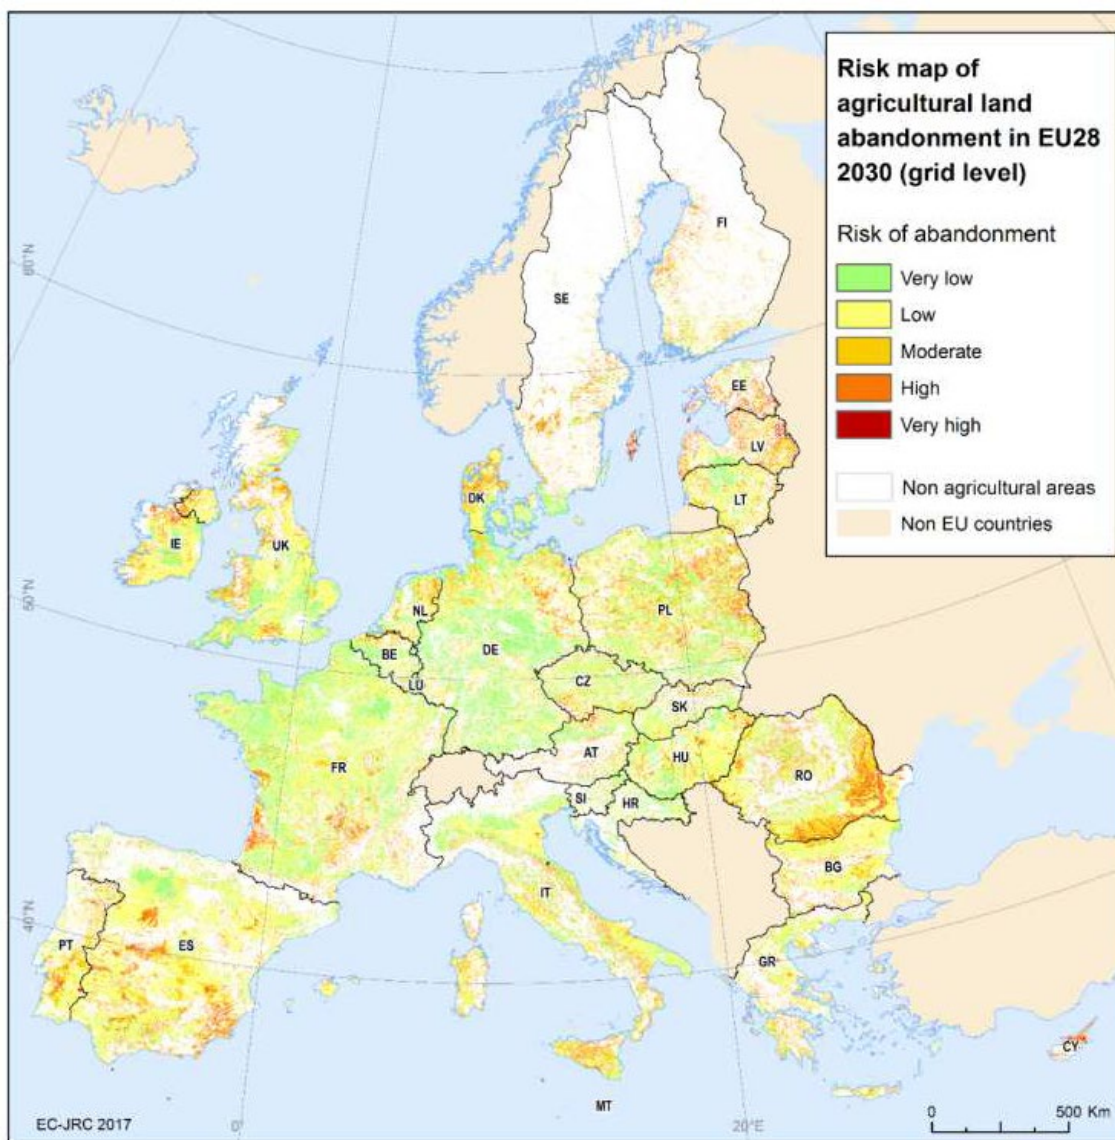 Risk map of
agricultural land
abandonment in EU28
2030 (grid level)
Risk of abandonment
Very low
Low
Moderate
High
Very high
Non agricultural areas
Non EU countries
60°N
50°N
40°N
FI
SE
EE
LV
LT
DK
IE
UK
NL
PL
BE
DE
LU
CZ
SK
AT
HU
FR
RO
SI
HR
BG
IT
PT
ES
GR
CY
MT
EC-JRC 2017
0°
20°E
0
500 Km